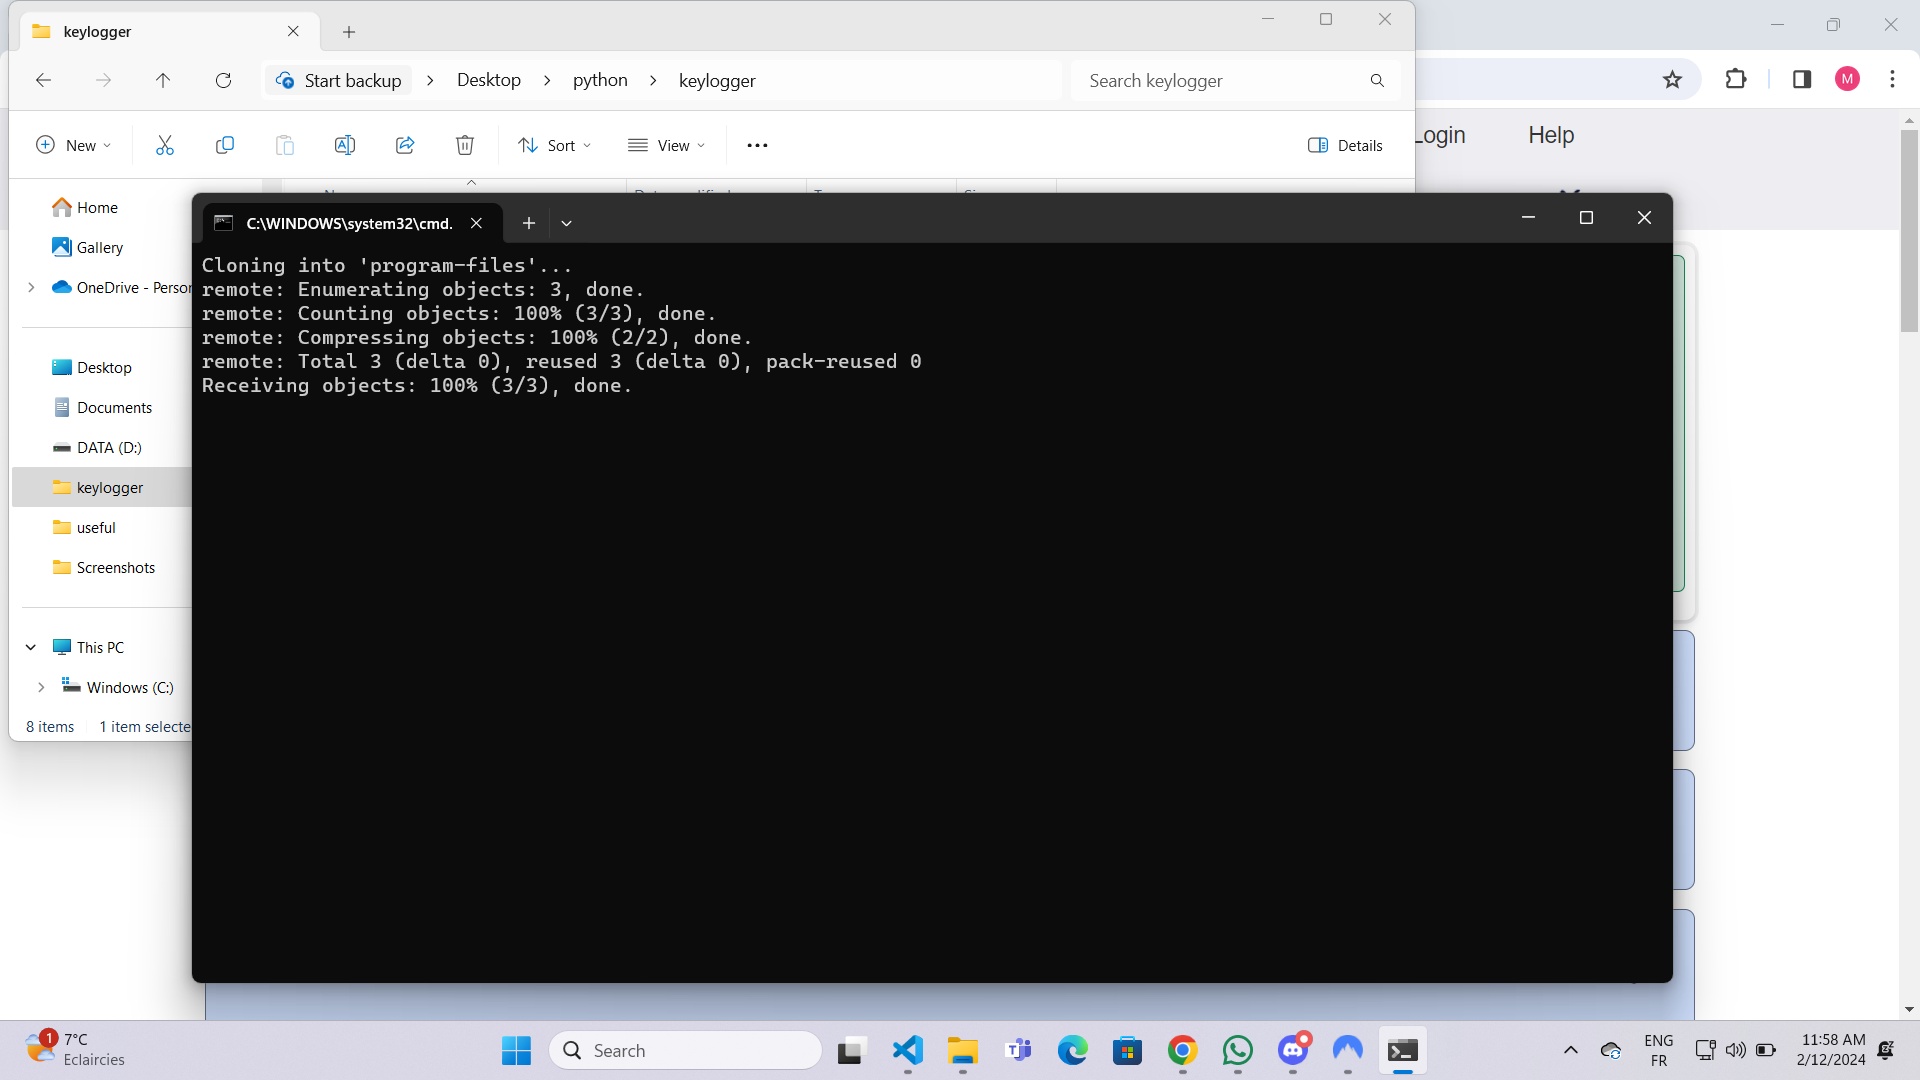 keylogger
Start backup > Desktop > python > keylogger
Search keylogger
Login
Help
New
Sort
View
Details
Home
Gallery
OneDrive - Person
Desktop
Documents
DATA (D:)
keylogger
useful
Screenshots
This PC
Windows (C:)
8 items
1 item selecte
C:\WINDOWS\system32\cmd.
Cloning into 'program-files'...
remote: Enumerating objects: 3, done.
remote: Counting objects: 100% (3/3), done.
remote: Compressing objects: 100% (2/2), done.
remote: Total 3 (delta 0), reused 3 (delta 0), pack-reused 0
Receiving objects: 100% (3/3), done.
M
1
7°C
Eclaircies
Search
ENG
FR
11:58 AM
2/12/2024